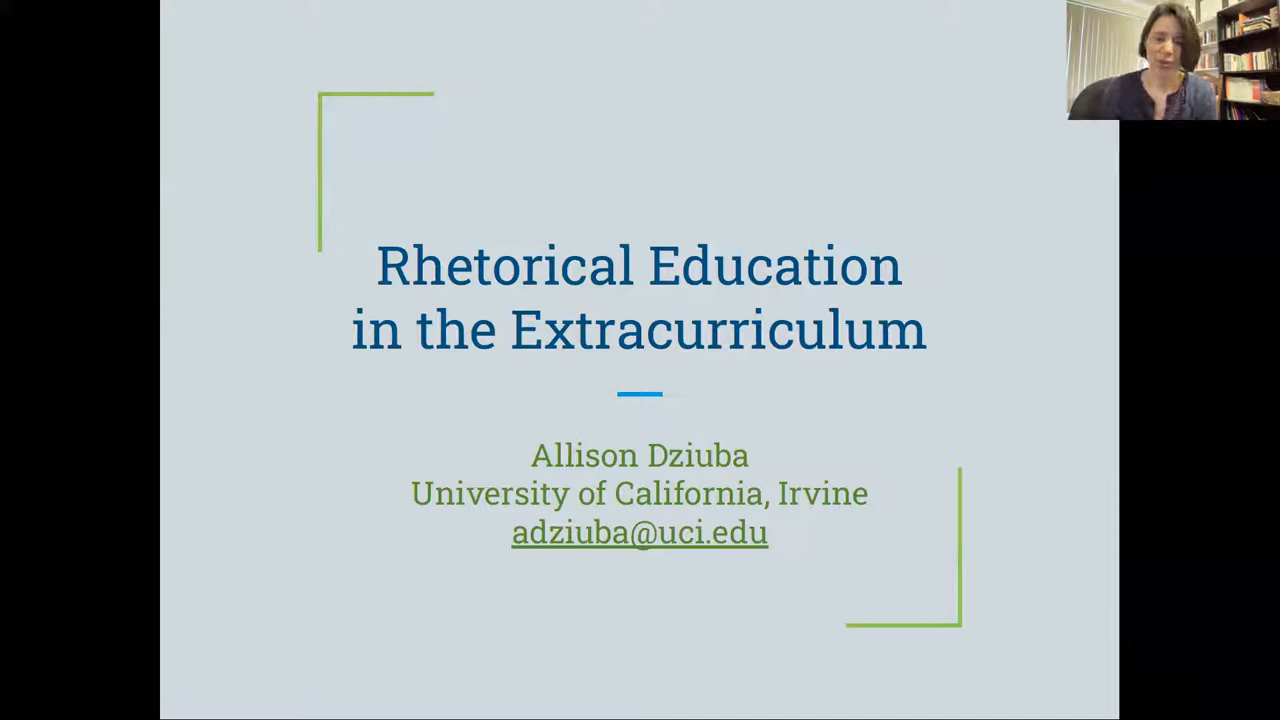 Rhetorical Education
in the Extracurriculum
Allison Dziuba
University of California, Irvine
adziuba@uci.edu